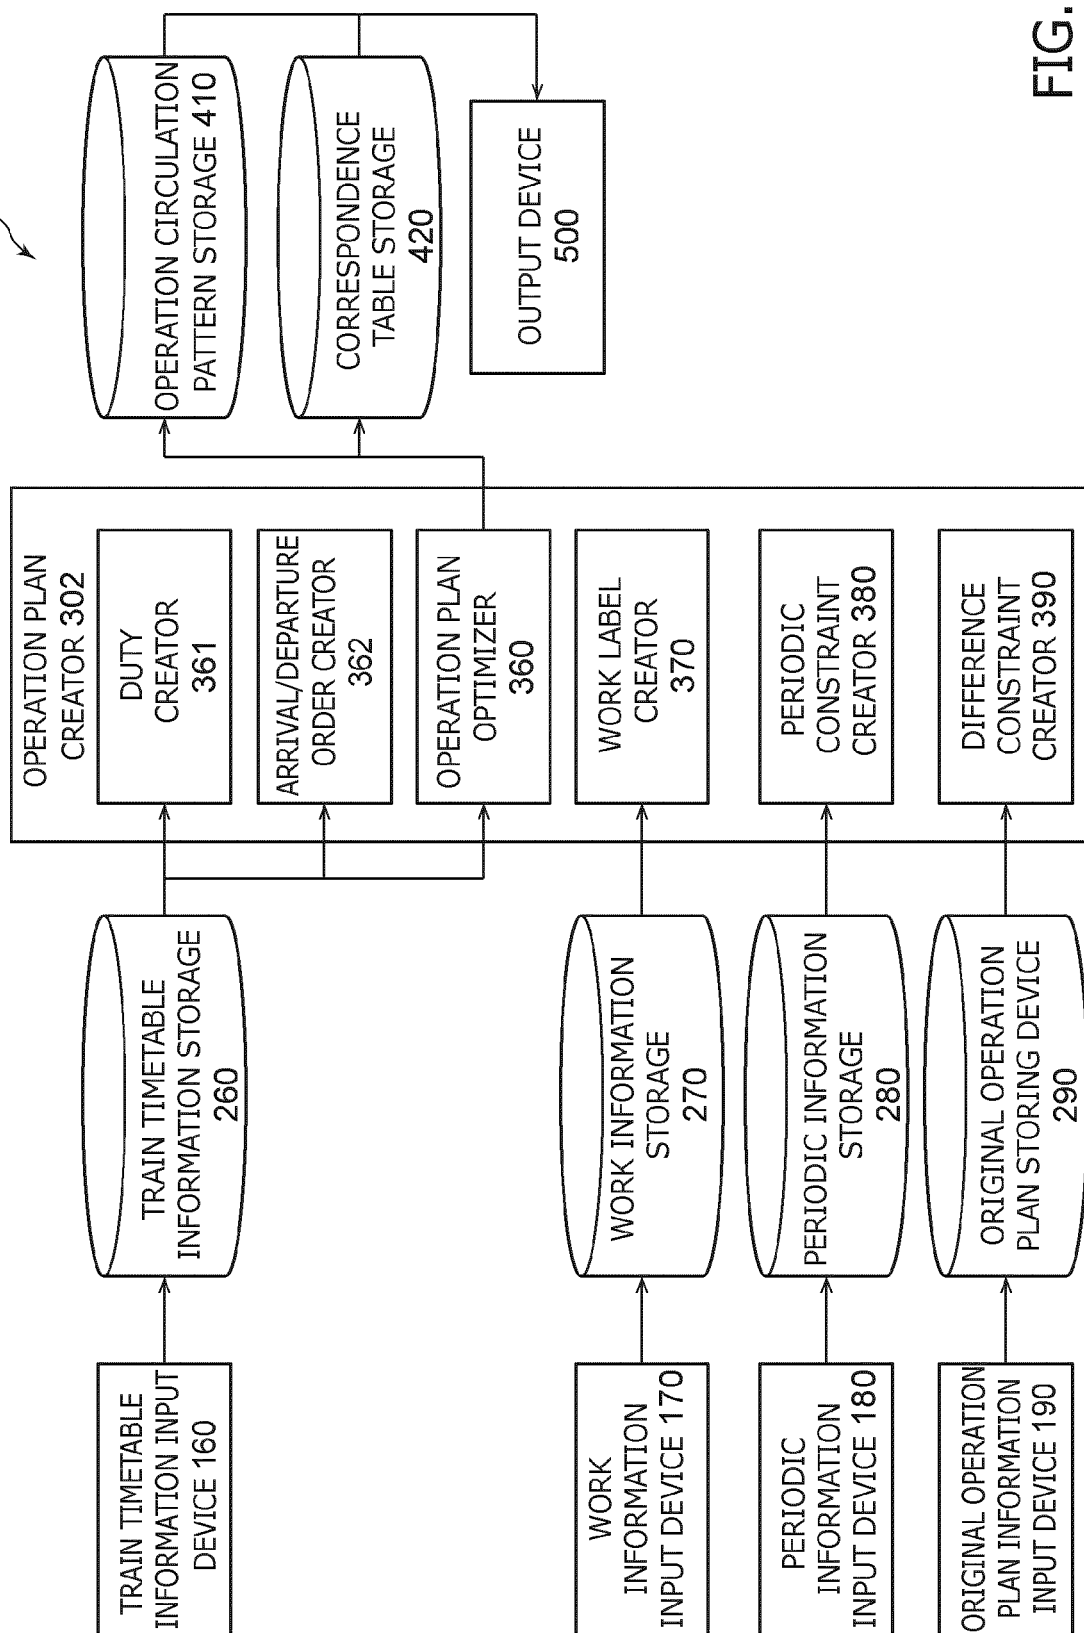 TRAIN TIMETABLE
INFORMATION INPUT
DEVICE 160
TRAIN TIMETABLE
INFORMATION STORAGE
260
OPERATION PLAN
CREATOR 302
DUTY
CREATOR
361
ARRIVAL/DEPARTURE
ORDER CREATOR
362
OPERATION PLAN
OPTIMIZER
360
OPERATION CIRCULATION
PATTERN STORAGE 410
CORRESPONDENCE
TABLE STORAGE
420
OUTPUT DEVICE
500
WORK
INFORMATION
INPUT DEVICE 170
WORK INFORMATION
STORAGE
270
WORK LABEL
CREATOR
370
PERIODIC
INFORMATION
INPUT DEVICE 180
PERIODIC INFORMATION
STORAGE
280
PERIODIC
CONSTRAINT
CREATOR 380
ORIGINAL OPERATION
PLAN INFORMATION
INPUT DEVICE 190
ORIGINAL OPERATION
PLAN STORING DEVICE
290
DIFFERENCE
CONSTRAINT
CREATOR 390
FIG.